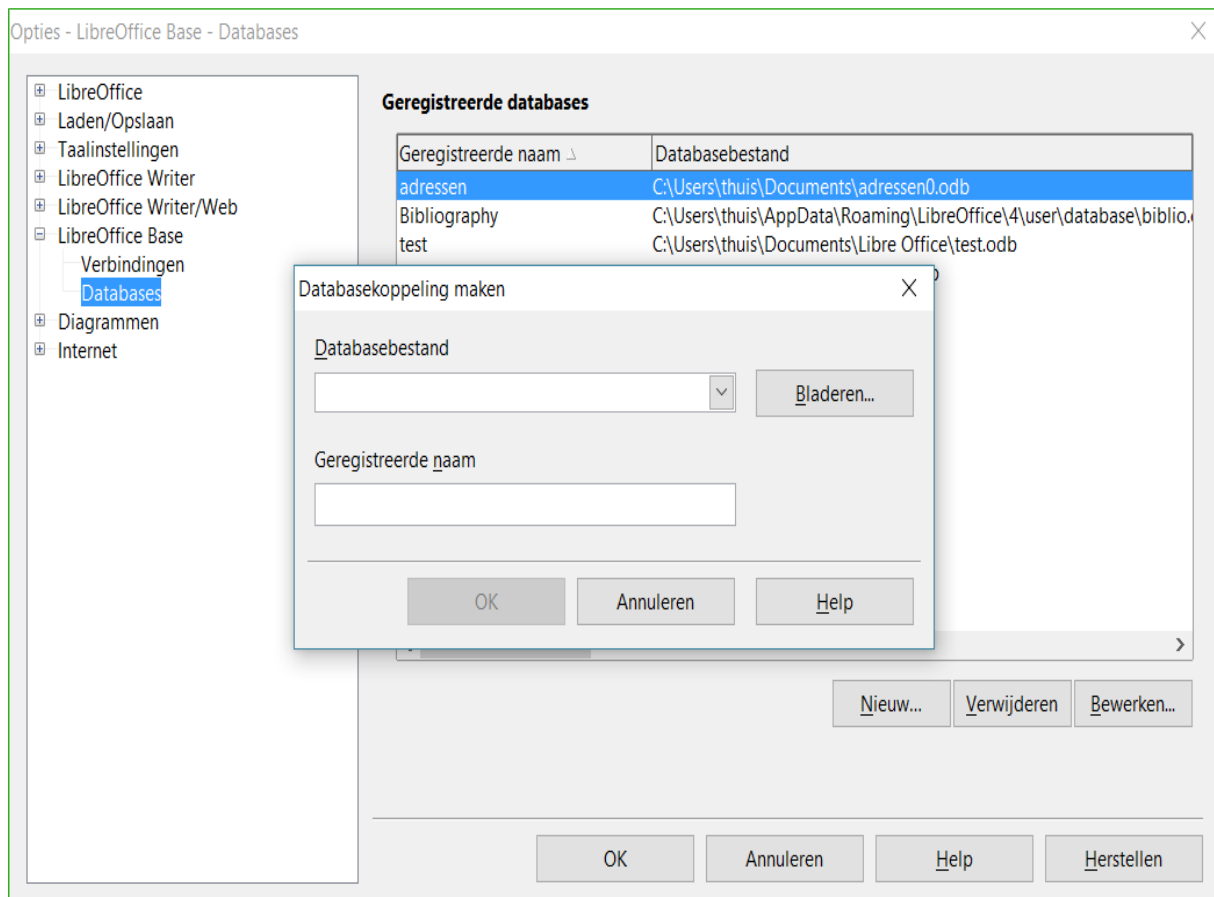 Opties - LibreOffice Base - Databases
LibreOffice
Laden/Opslaan
Taalinstellingen
LibreOffice Writer
LibreOffice Writer/Web
LibreOffice Base
Verbindingen
Databases
Diagrammen
Internet
Geregistreerde databases
Geregistreerde naam Databasebestand
adressen C:\Users\thuis\Documents\adressen0.odb
Bibliography C:\Users\thuis\AppData\Roaming\LibreOffice\4\user\database\biblio.
test C:\Users\thuis\Documents\Libre Office\test.odb
Databasekoppeling maken
Databasebestand
Bladeren...
Geregistreerde naam
OK Annuleren Help
Nieuw... Verwijderen Bewerken...
OK Annuleren Help Herstellen